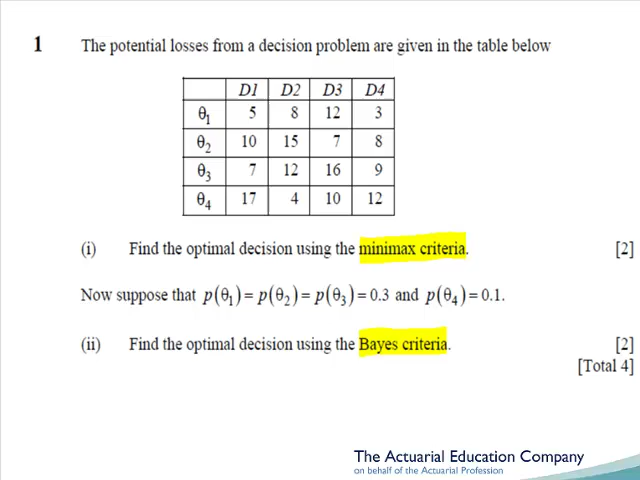 1 The potential losses from a decision problem are given in the table below
D1 D2 D3 D4
θ1 5 8 12 3
θ2 10 15 7 8
θ3 7 12 16 9
θ4 17 4 10 12
(i) Find the optimal decision using the minimax criteria. [2]
Now suppose that p(θ1) = p(θ2) = p(θ3) = 0.3 and p(θ4) = 0.1.
(ii) Find the optimal decision using the Bayes criteria. [2]
[Total 4]
The Actuarial Education Company
on behalf of the Actuarial Profession